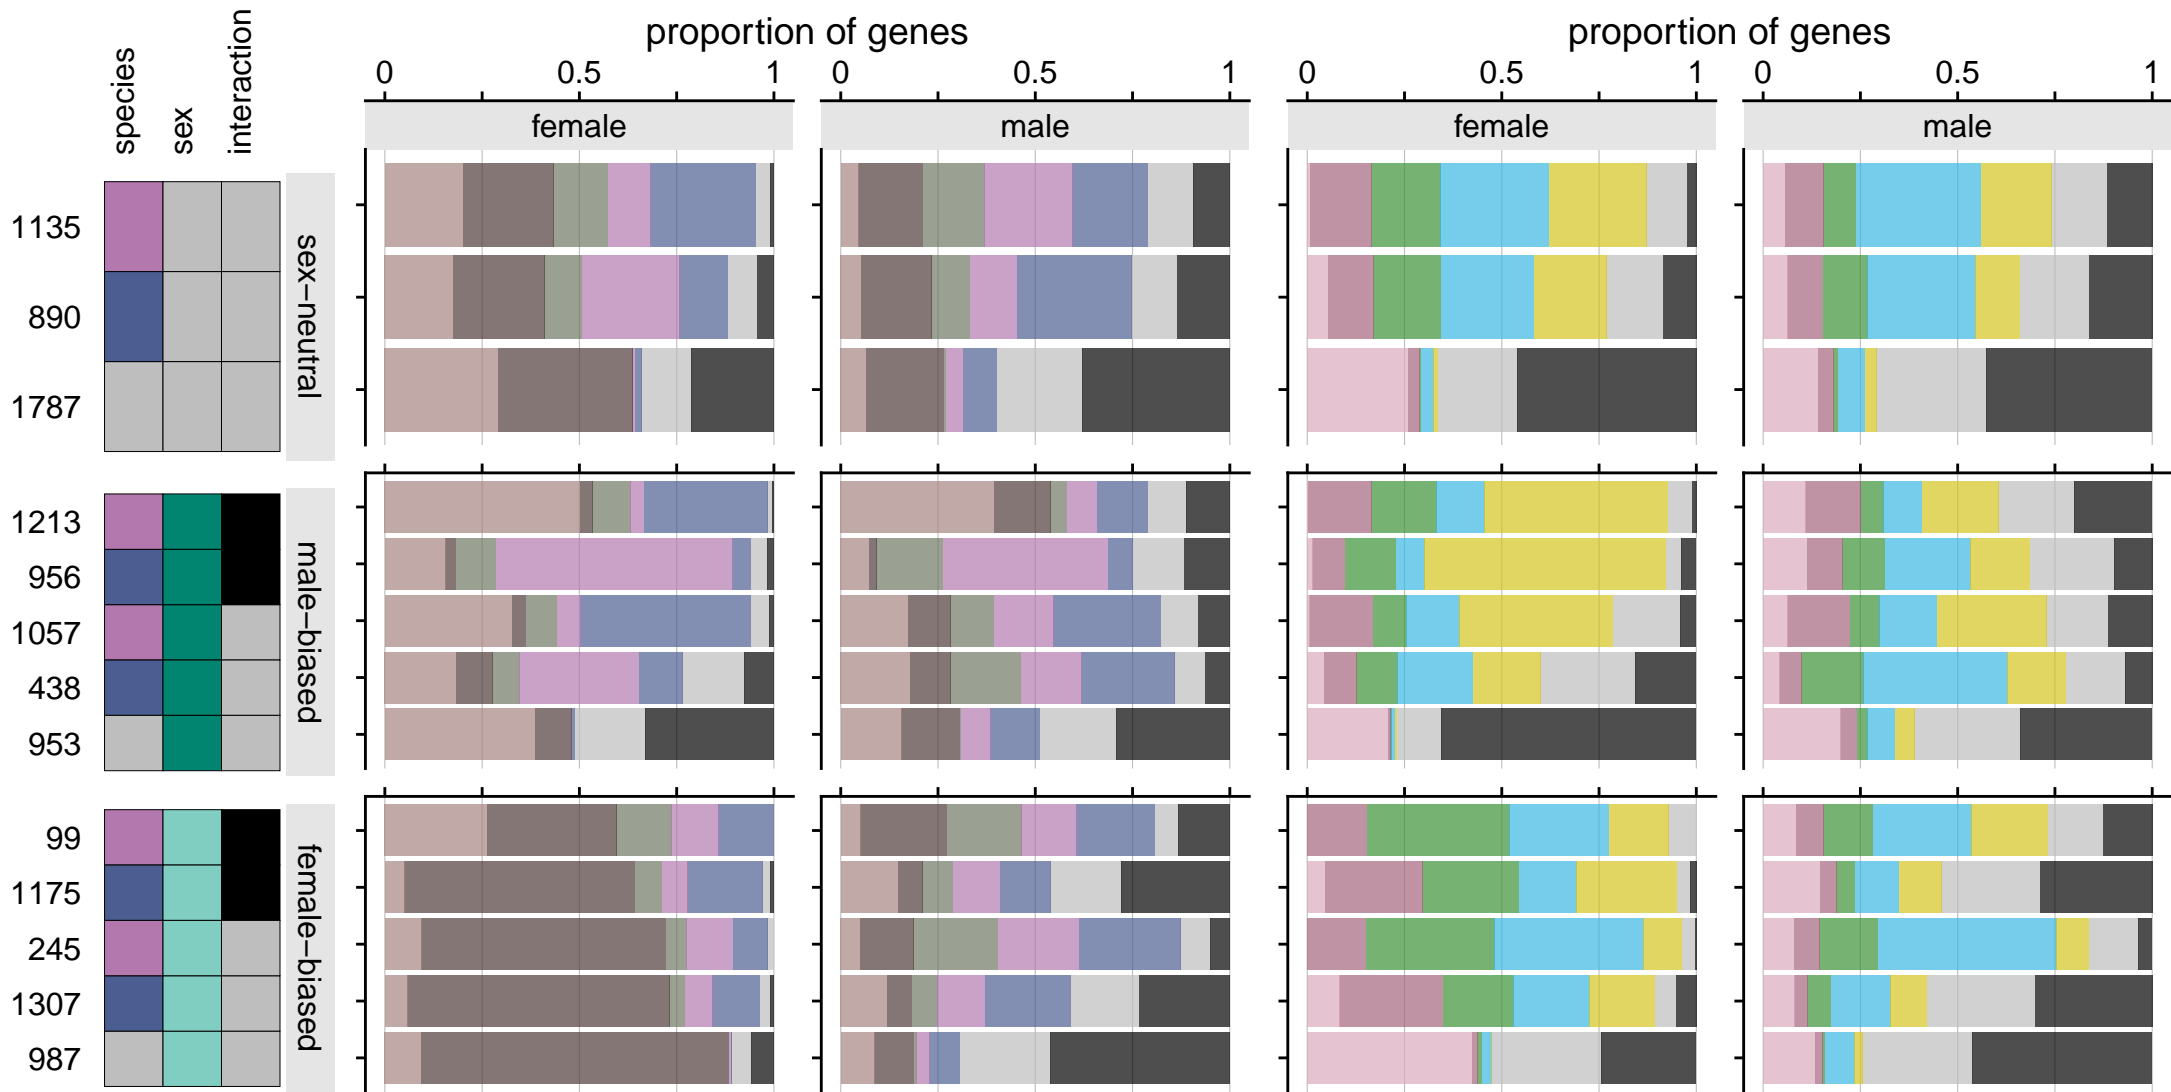 proportion of genes
proportion of genes
0 0.5 1 0 0.5 1 0 0.5 1 0 0.5 1
species
sex
interaction
female male female male
1135
890
1787
sex−neutral
1213
956
1057
438
953
male−biased
99
1175
245
1307
987
female−biased